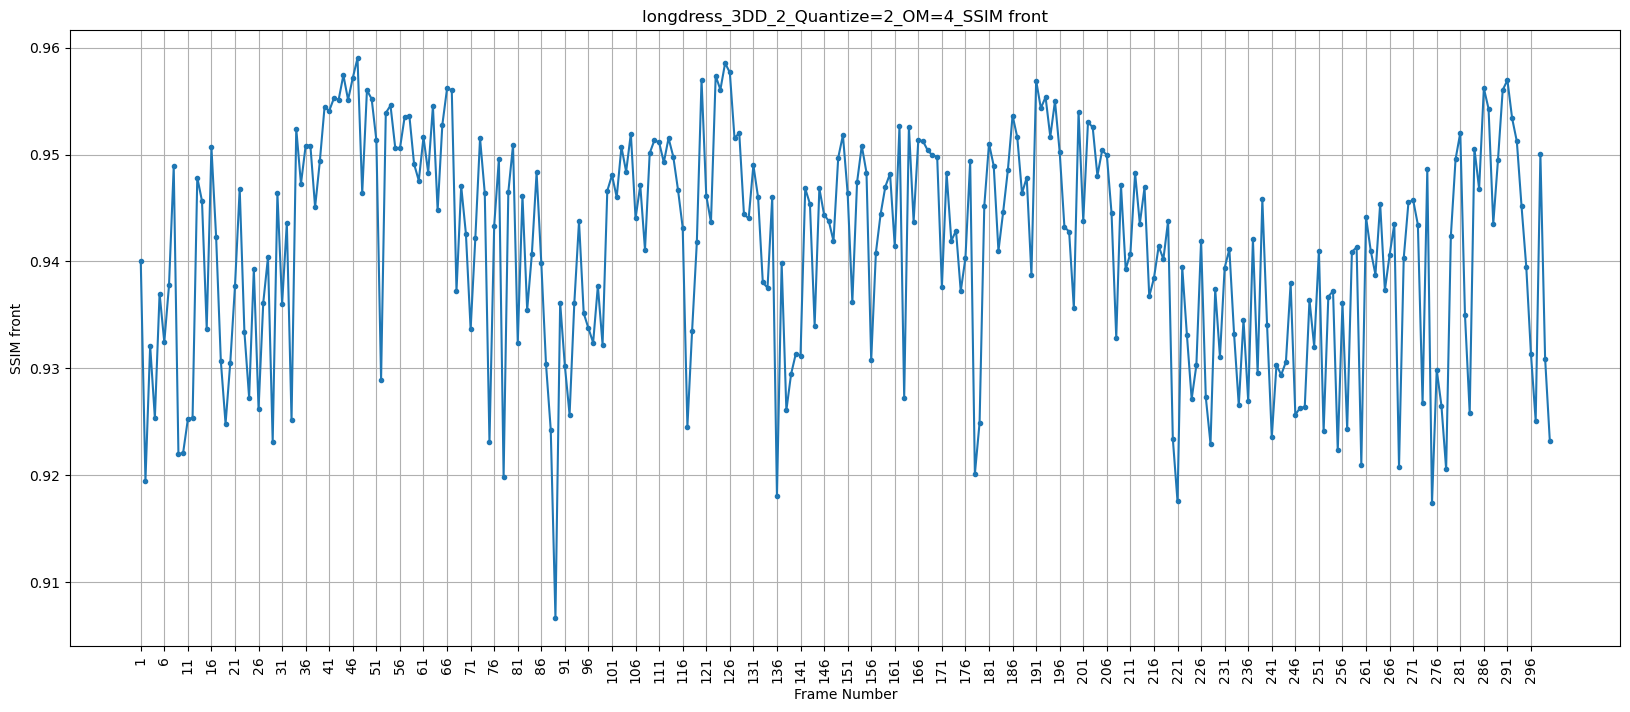 longdress_3DD_2_Quantize=2_OM=4_SSIM front
SSIM front
0.96
0.95
0.94
0.93
0.92
0.91
1 6 11 16 21 26 31 36 41 46 51 56 61 66 71 76 81 86 91 96 101 106 111 116 121 126 131 136 141 146 151 156 161 166 171 176 181 186 191 196 201 206 211 216 221 226 231 236 241 246 251 256 261 266 271 276 281 286 291 296
Frame Number